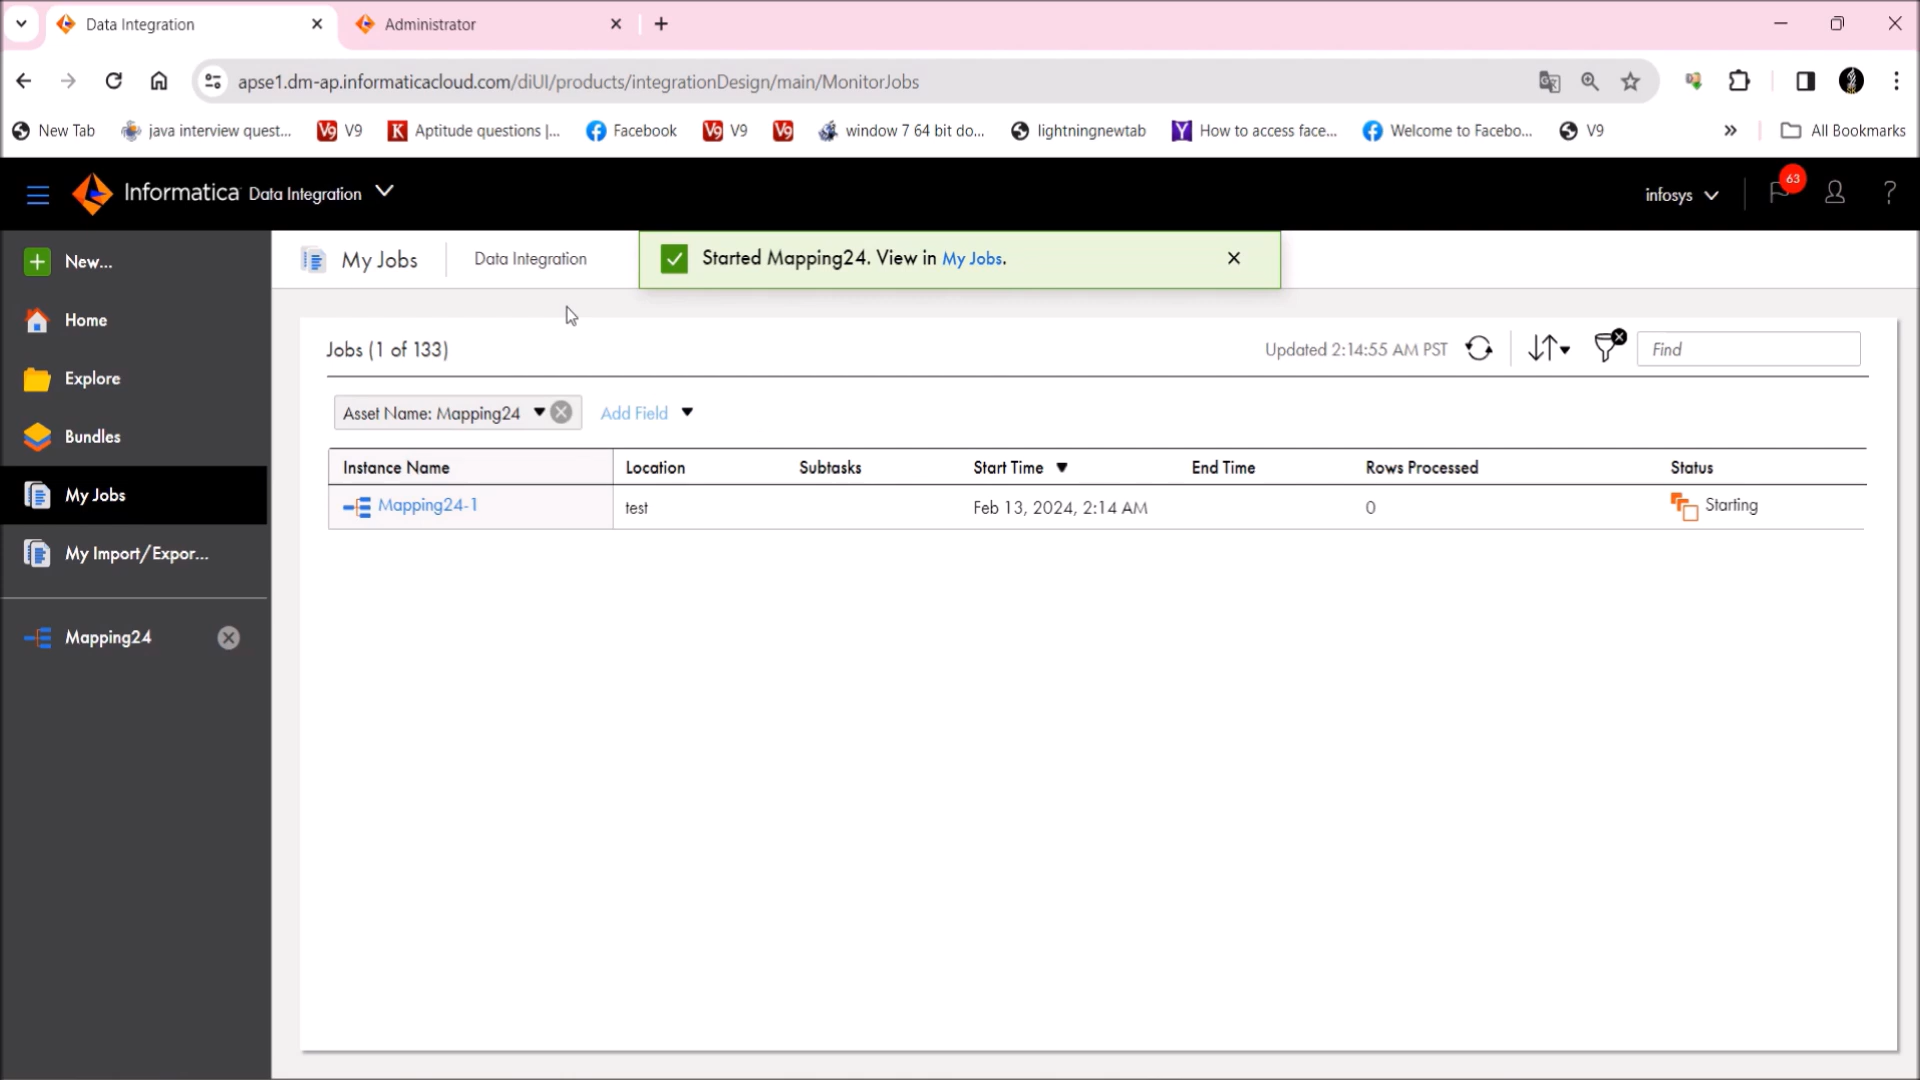 Data Integration
Administrator
apse1.dm-ap.informaticacloud.com/diUI/products/integrationDesign/main/MonitorJobs
New Tab java interview quest... V9 Aptitude questions |... Facebook V9 window 7 64 bit do... lightningnewtab How to access face... Welcome to Facebo... V9 » All Bookmarks
Informatica Data Integration
infosys
63
?
New...
Home
Explore
Bundles
My Jobs
My Import/Expor...
Mapping24
My Jobs
Data Integration
Started Mapping24. View in My Jobs.
Jobs (1 of 133)
Updated 2:14:55 AM PST
Find
Asset Name: Mapping24
Add Field
Instance Name Location Subtasks Start Time End Time Rows Processed Status
Mapping24-1 test Feb 13, 2024, 2:14 AM 0 Starting